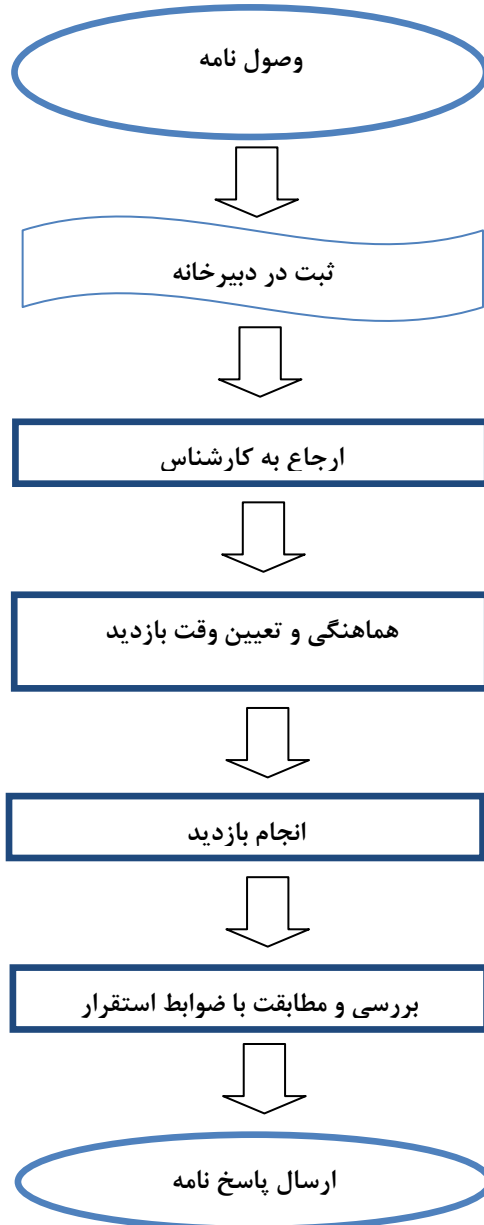 وصول نامه
ثبت در دبیرخانه
ارجاع به کارشناس
هماهنگی و تعیین وقت بازدید
انجام بازدید
بررسی و مطابقت با ضوابط استقرار
ارسال پاسخ نامه